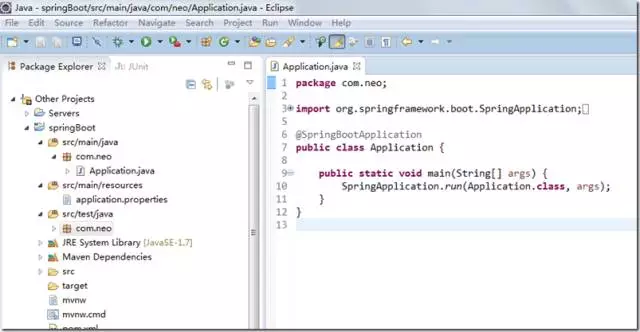 Java - springBoot/src/main/java/com/neo/Application.java - Eclipse
File Edit Source Refactor Navigate Search Project Run Window Help
Package Explorer JUnit
Other Projects
Servers
springBoot
src/main/java
com.neo
Application.java
src/main/resources
application.properties
src/test/java
com.neo
JRE System Library [JavaSE-1.7]
Maven Dependencies
src
target
mvnw
mvnw.cmd
pom.xml
Application.java
1 package com.neo;
2
3 import org.springframework.boot.SpringApplication;
5
6 @SpringBootApplication
7 public class Application {
8
9 public static void main(String[] args) {
10 SpringApplication.run(Application.class, args);
11 }
12 }
13